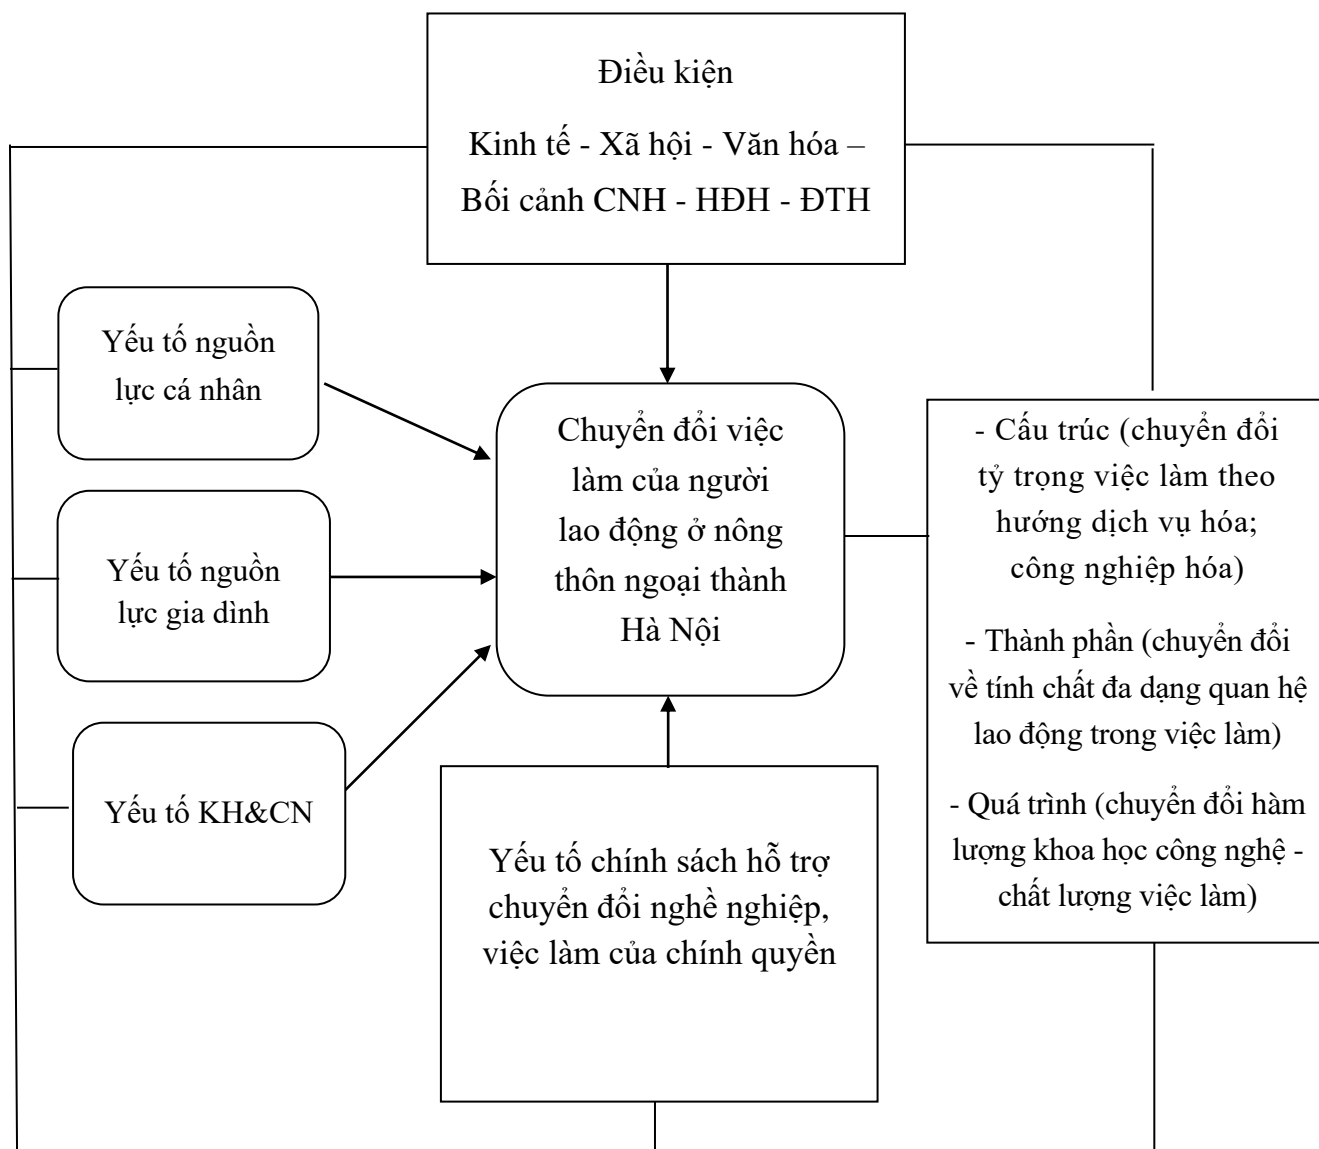 Điều kiện
Kinh tế - Xã hội - Văn hóa –
Bối cảnh CNH - HĐH - ĐTH
Yếu tố nguồn
lực cá nhân
Yếu tố nguồn
lực gia dình
Yếu tố KH&CN
Chuyển đổi việc
làm của người
lao động ở nông
thôn ngoại thành
Hà Nội
Yếu tố chính sách hỗ trợ
chuyển đổi nghề nghiệp,
việc làm của chính quyền
- Cấu trúc (chuyển đổi
tỷ trọng việc làm theo
hướng dịch vụ hóa;
công nghiệp hóa)
- Thành phần (chuyển đổi
về tính chất đa dạng quan hệ
lao động trong việc làm)
- Quá trình (chuyển đổi hàm
lượng khoa học công nghệ -
chất lượng việc làm)